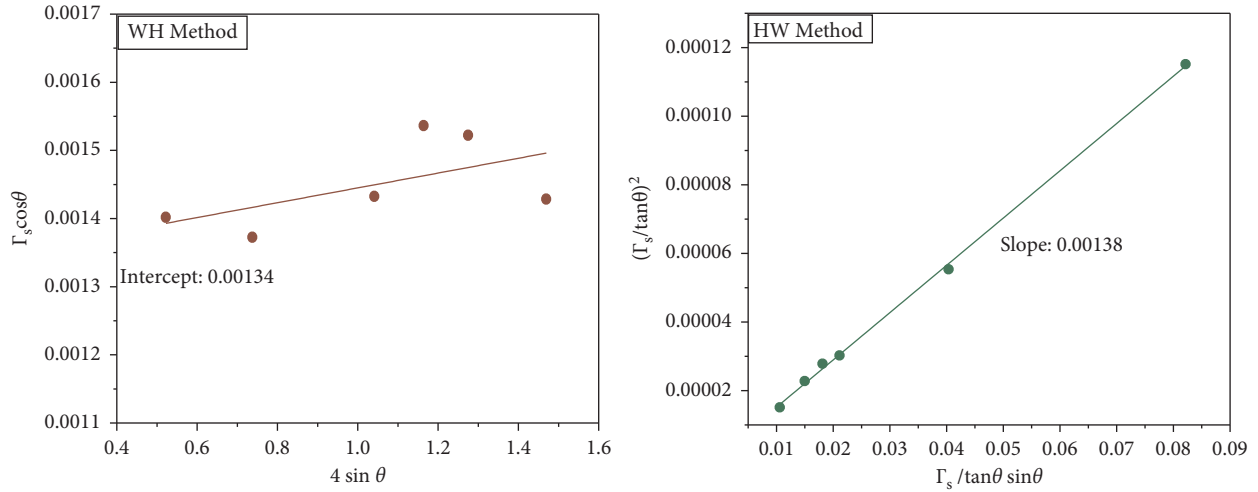 WH Method
0.0017
0.0016
0.0015
0.0014
0.0013
0.0012
0.0011
Γscosθ
Intercept: 0.00134
0.4 0.6 0.8 1.0 1.2 1.4 1.6
4 sin θ
HW Method
0.00012
0.00010
0.00008
0.00006
0.00004
0.00002
(Γs/tanθ)²
Slope: 0.00138
0.01 0.02 0.03 0.04 0.05 0.06 0.07 0.08 0.09
Γs /tanθ sinθ